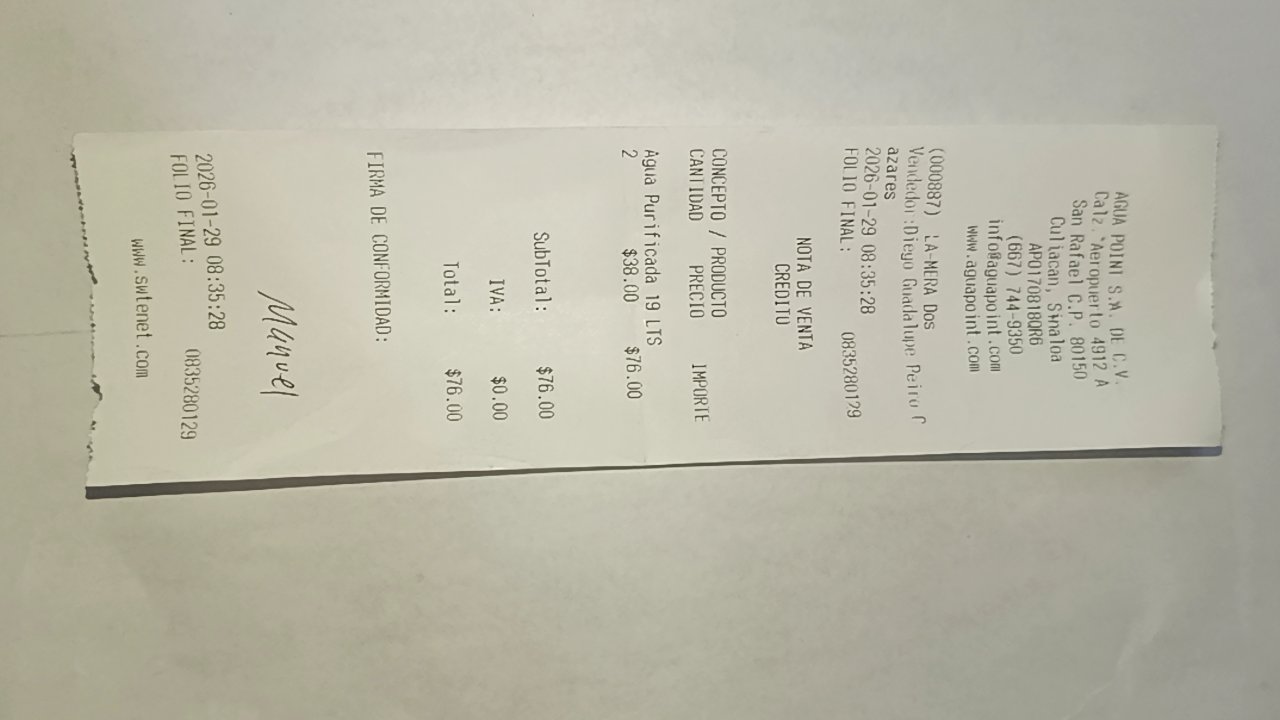 AGUA POINT S.A. DE C.V.
Calz. Aeropuerto 4912 A
San Rafael C.P. 80150
Culiacan, Sinaloa
APO170818QR6
(667) 744-9350
info@aguapoint.com
www.aguapoint.com
(000887) LA-MERA Dos
Vendedor:Diego Guadalupe Peiro C
azares
2026-01-29 08:35:28
FOLIO FINAL: 0835280129
NOTA DE VENTA
CREDITO
CONCEPTO / PRODUCTO
CANTIDAD PRECIO IMPORTE
Agua Purificada 19 LTS
2 $38.00 $76.00
SubTotal: $76.00
IVA: $0.00
Total: $76.00
FIRMA DE CONFORMIDAD:
Manuel
2026-01-29 08:35:28
FOLIO FINAL: 0835280129
www.swtenet.com